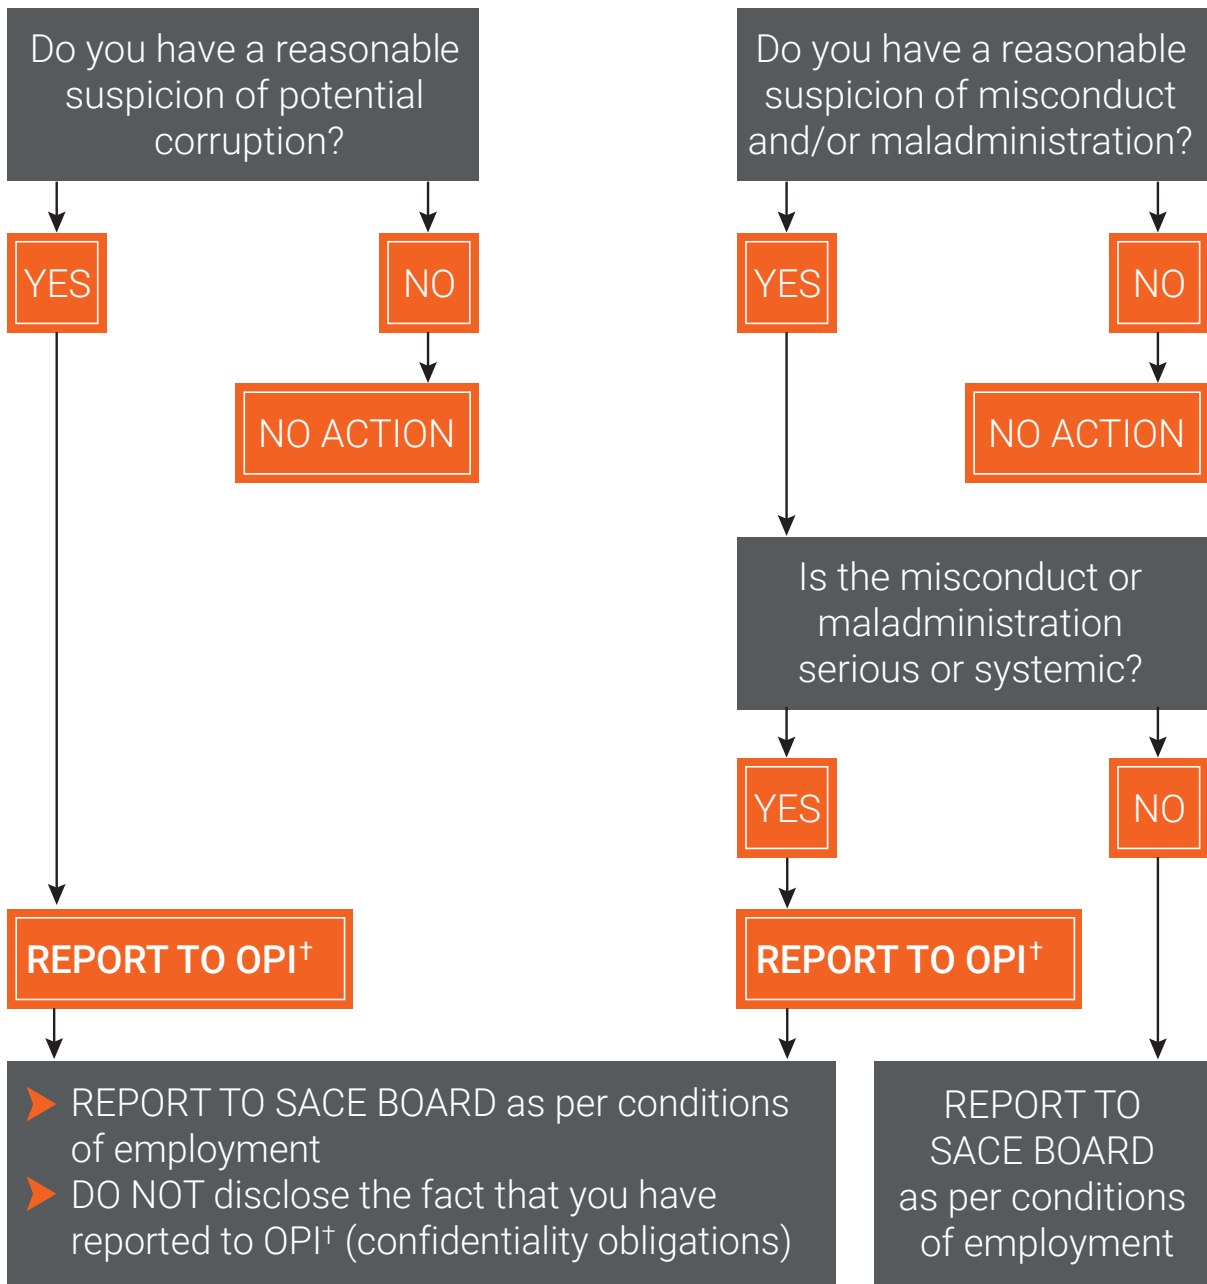 Do you have a reasonable
suspicion of potential
corruption?
YES
NO
NO ACTION
REPORT TO OPI†
Do you have a reasonable
suspicion of misconduct
and/or maladministration?
YES
NO
NO ACTION
Is the misconduct or
maladministration
serious or systemic?
YES
NO
REPORT TO OPI†
REPORT TO SACE BOARD as per conditions
of employment
DO NOT disclose the fact that you have
reported to OPI† (confidentiality obligations)
REPORT TO
SACE BOARD
as per conditions
of employment